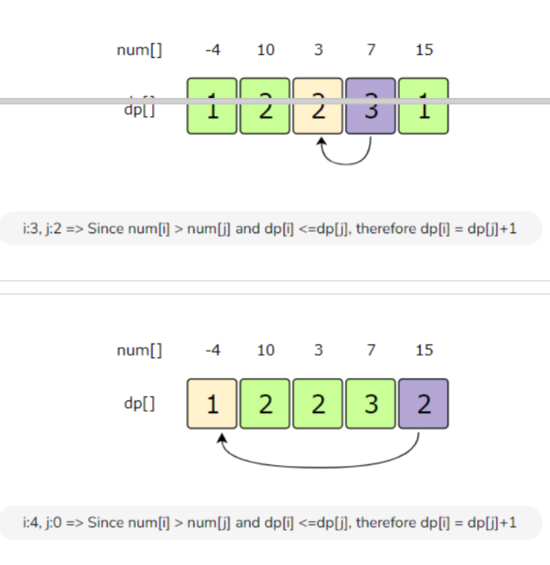 num[] -4 10 3 7 15
dp[] 1 2 2 3 1
i:3, j:2 => Since num[i] > num[j] and dp[i] <=dp[j], therefore dp[i] = dp[j]+1
num[] -4 10 3 7 15
dp[] 1 2 2 3 2
i:4, j:0 => Since num[i] > num[j] and dp[i] <=dp[j], therefore dp[i] = dp[j]+1